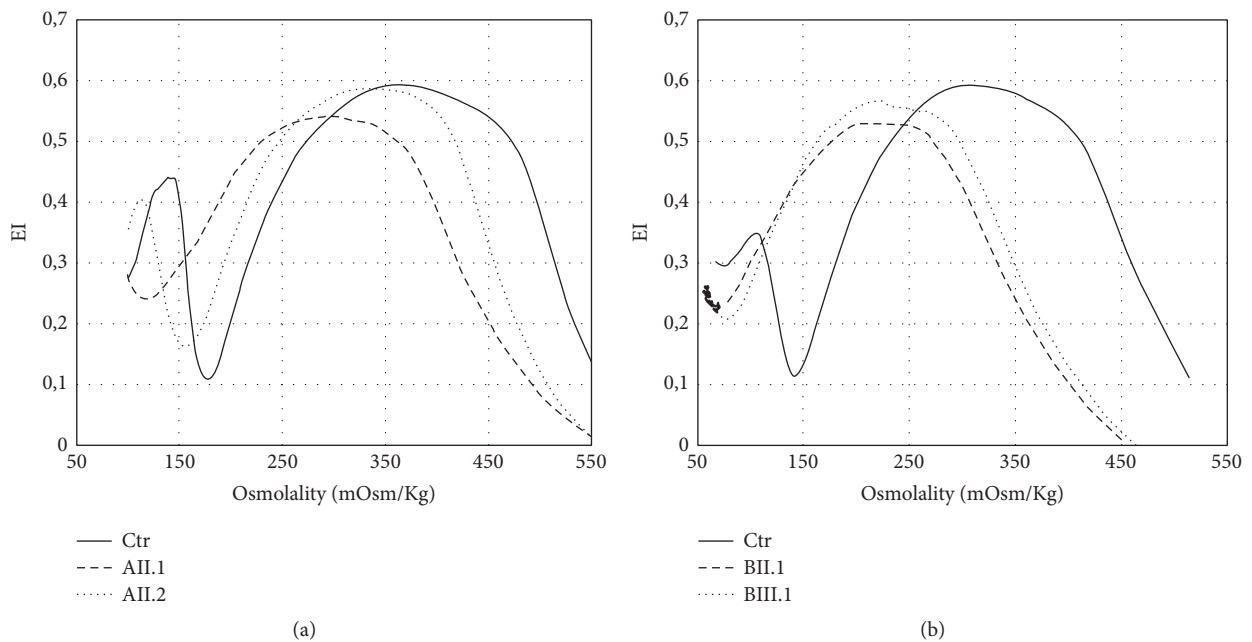 0,7
0,6
0,5
0,4
0,3
0,2
0,1
0
EI
50 150 250 350 450 550
Osmolality (mOsm/Kg)
Ctr
AII.1
AII.2
(a)
0,7
0,6
0,5
0,4
0,3
0,2
0,1
0
EI
50 150 250 350 450 550
Osmolality (mOsm/Kg)
Ctr
BII.1
BIII.1
(b)